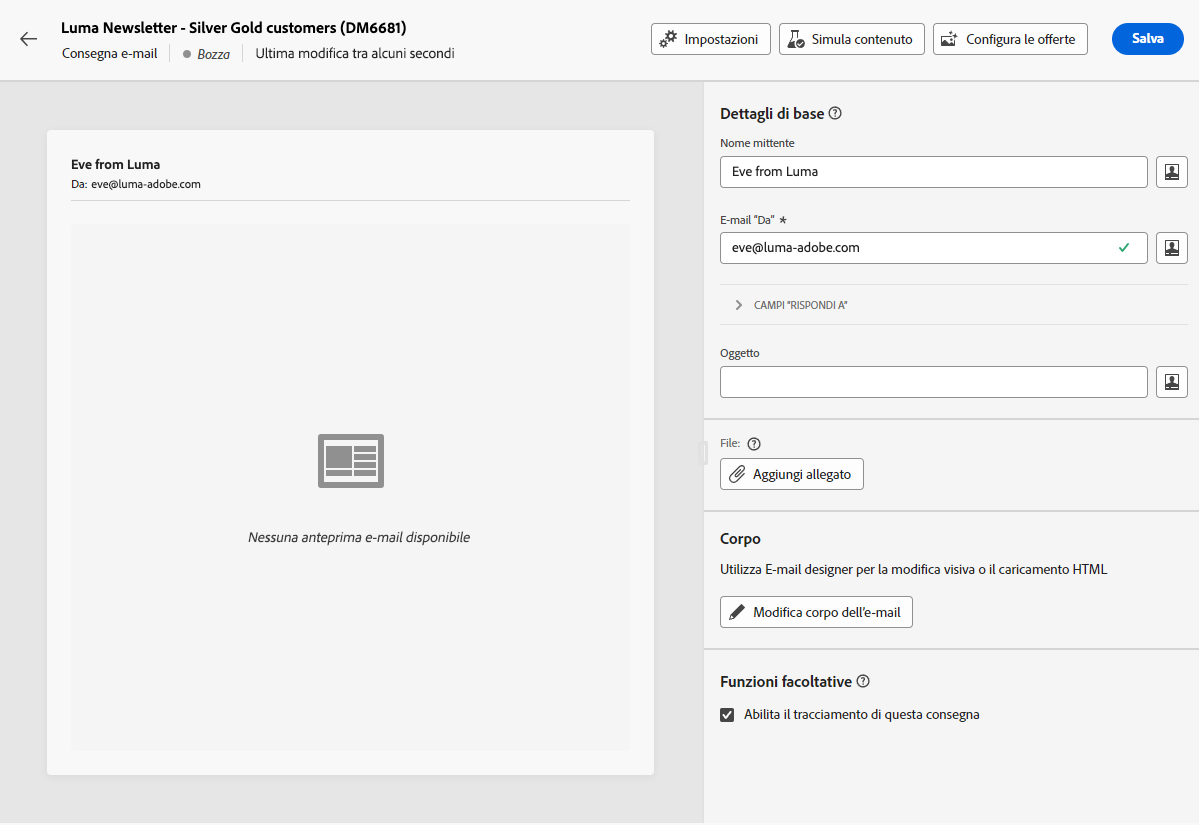 Luma Newsletter - Silver Gold customers (DM6681)
Consegna e-mail
Bozza
Ultima modifica tra alcuni secondi
Impostazioni
Simula contenuto
Configura le offerte
Salva
Eve from Luma
Da: eve@luma-adobe.com
Nessuna anteprima e-mail disponibile
Dettagli di base
Nome mittente
Eve from Luma
E-mail "Da" *
eve@luma-adobe.com
CAMPI "RISPONDI A"
Oggetto
File:
Aggiungi allegato
Corpo
Utilizza E-mail designer per la modifica visiva o il caricamento HTML
Modifica corpo dell'e-mail
Funzioni facoltative
Abilita il tracciamento di questa consegna